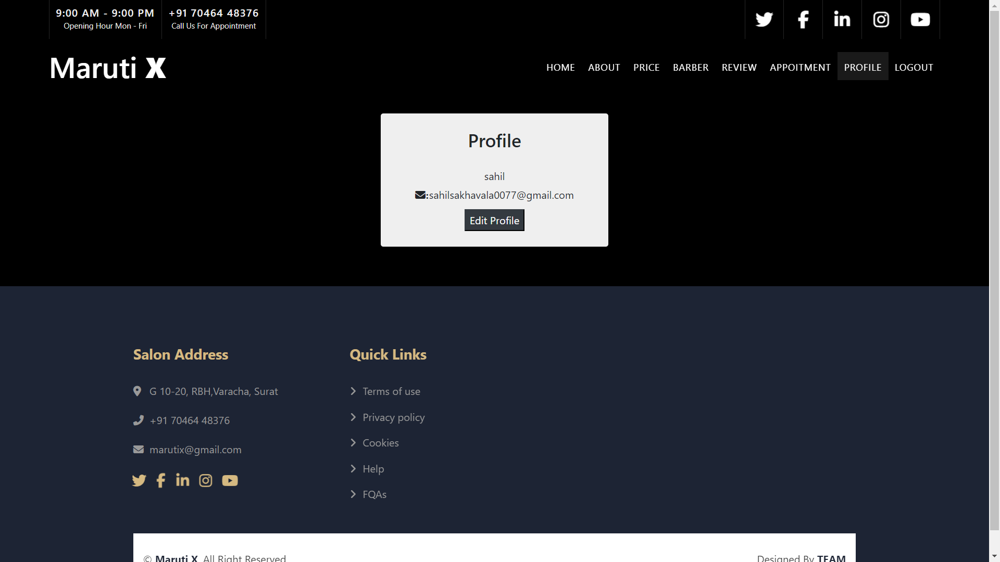 9:00 AM - 9:00 PM
Opening Hour Mon - Fri
+91 70464 48376
Call Us For Appointment
Maruti X
HOME
ABOUT
PRICE
BARBER
REVIEW
APPOITMENT
PROFILE
LOGOUT
Profile
sahil
:sahilsakhavala0077@gmail.com
Edit Profile
Salon Address
G 10-20, RBH,Varacha, Surat
+91 70464 48376
marutix@gmail.com
Quick Links
Terms of use
Privacy policy
Cookies
Help
FQAs
© Maruti X, All Right Reserved
Designed By TEAM